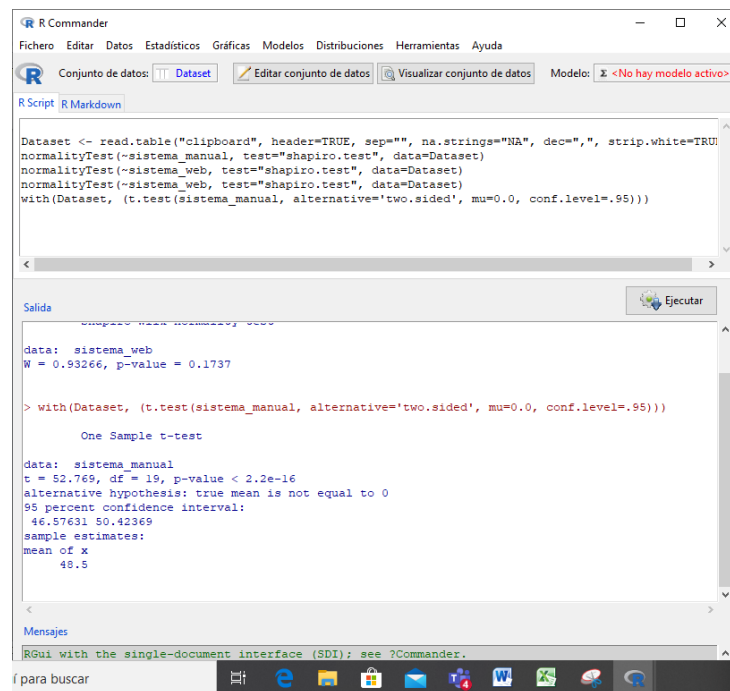 R Commander
Fichero Editar Datos Estadísticos Gráficas Modelos Distribuciones Herramientas Ayuda
R Conjunto de datos: Dataset Editar conjunto de datos Visualizar conjunto de datos Modelo: Σ <No hay modelo activo>
R Script R Markdown
Dataset <- read.table("clipboard", header=TRUE, sep="", na.strings="NA", dec=",", strip.white=TRU
normalityTest(~sistema_manual, test="shapiro.test", data=Dataset)
normalityTest(~sistema_web, test="shapiro.test", data=Dataset)
normalityTest(~sistema_web, test="shapiro.test", data=Dataset)
with(Dataset, (t.test(sistema_manual, alternative='two.sided', mu=0.0, conf.level=.95)))
Salida
Ejecutar
Shapiro-Wilk normality test
data: sistema_web
W = 0.93266, p-value = 0.1737
> with(Dataset, (t.test(sistema_manual, alternative='two.sided', mu=0.0, conf.level=.95)))
One Sample t-test
data: sistema_manual
t = 52.769, df = 19, p-value < 2.2e-16
alternative hypothesis: true mean is not equal to 0
95 percent confidence interval:
46.57631 50.42369
sample estimates:
mean of x
48.5
Mensajes
RGui with the single-document interface (SDI); see ?Commander.
í para buscar
4
W
X
R